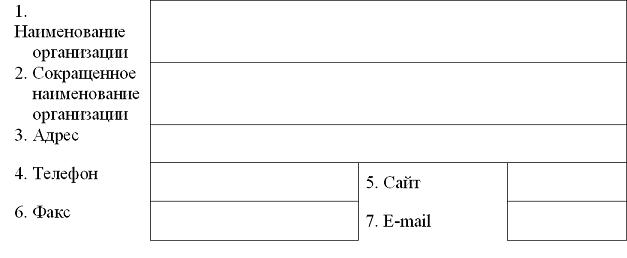 1.
Наименование
организации
2. Сокращенное
наименование
организации
3. Адрес
4. Телефон
5. Сайт
6. Факс
7. E-mail